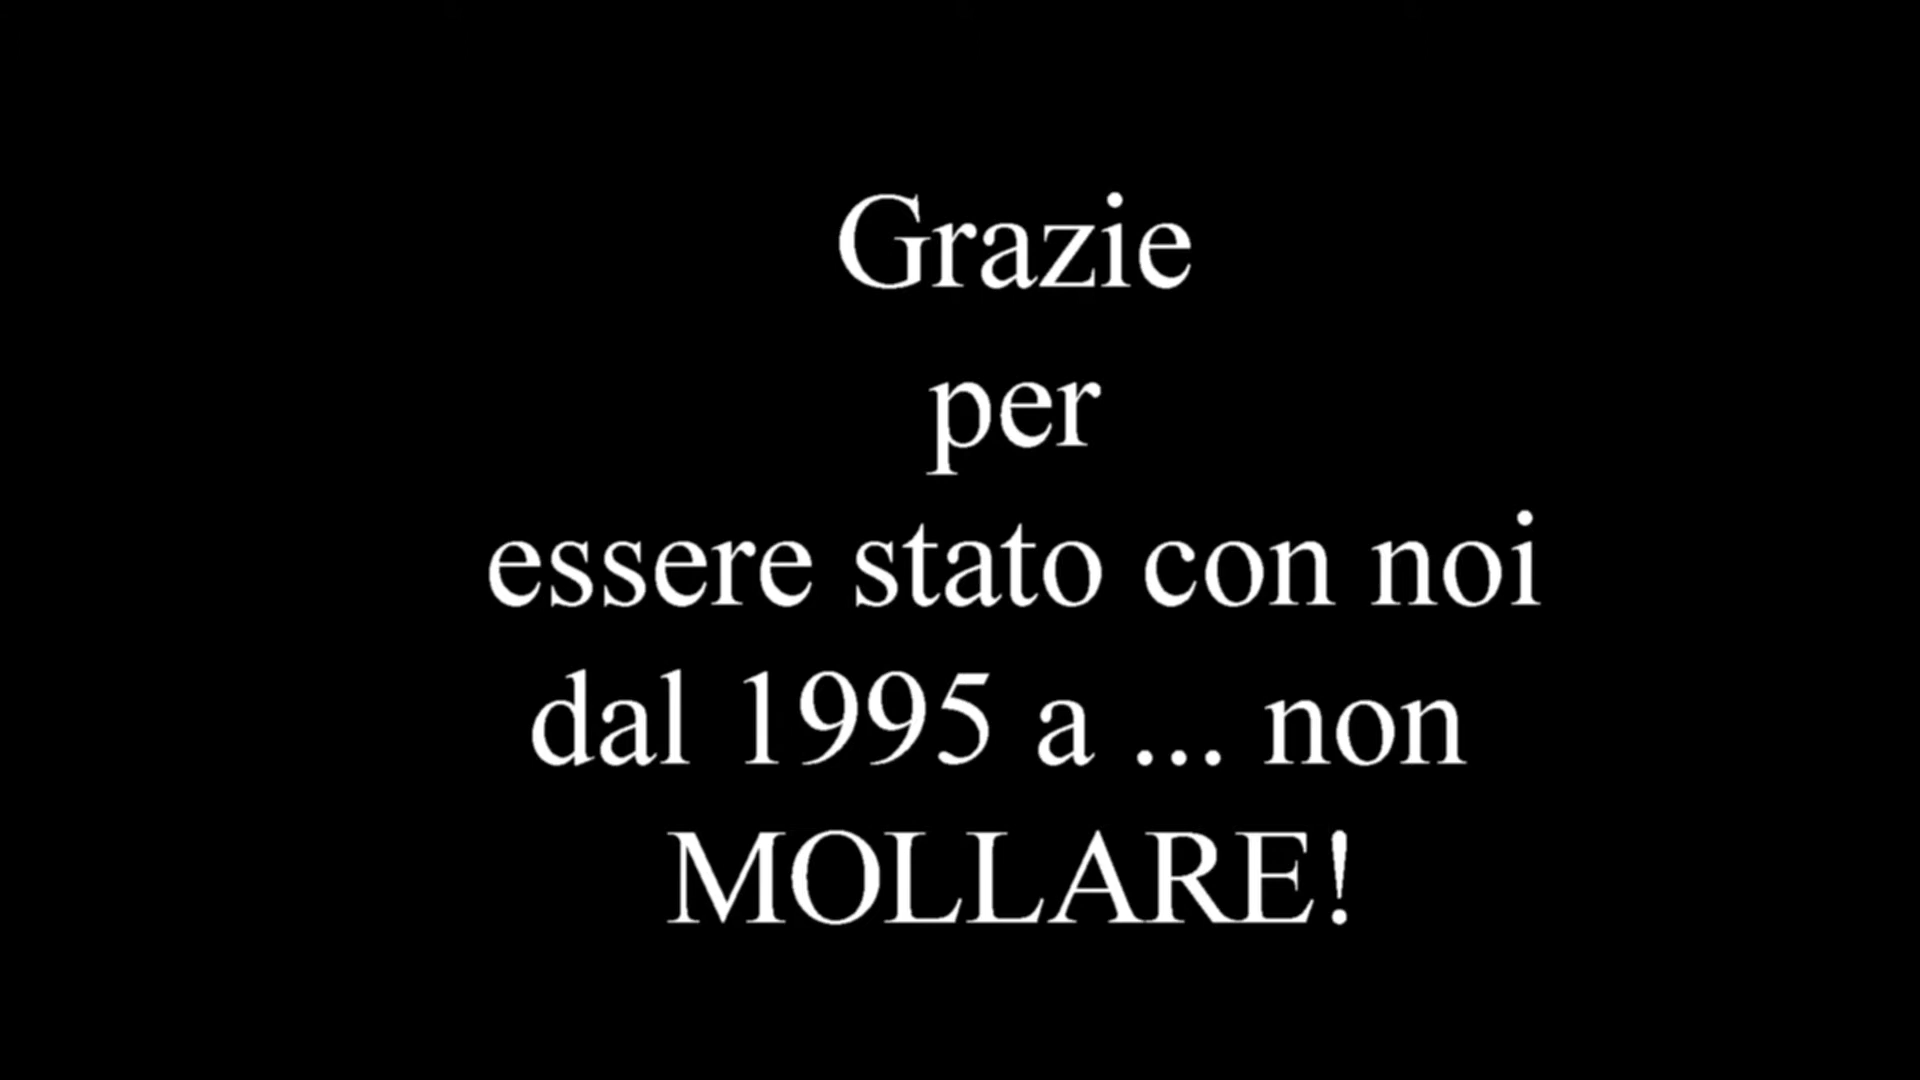 Grazie
per
essere stato con noi
dal 1995 a ... non
MOLLARE!